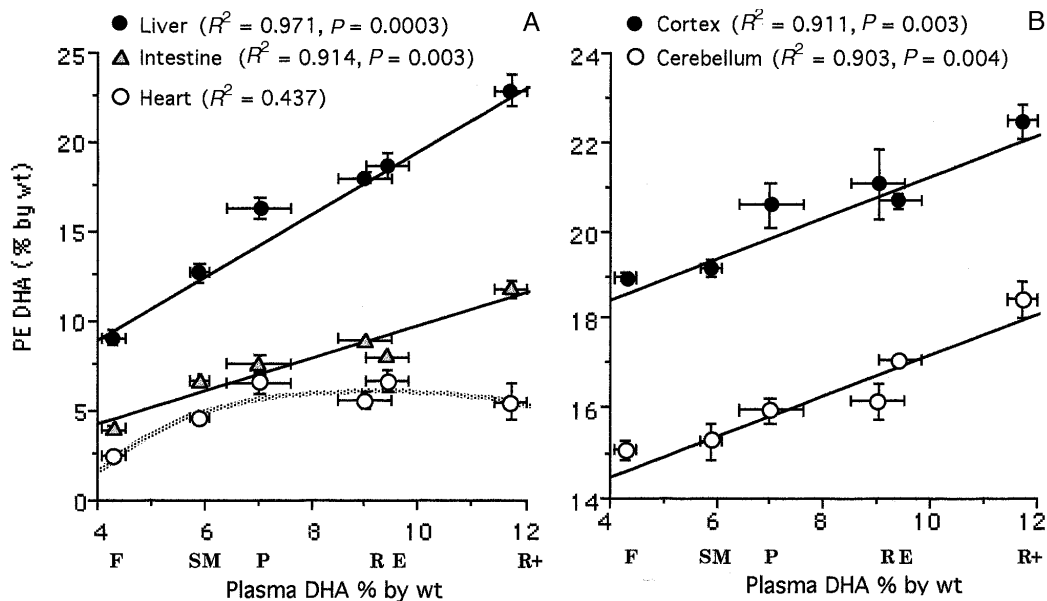 ● Liver (R² = 0.971, P = 0.0003)
A
▲ Intestine (R² = 0.914, P = 0.003)
○ Heart (R² = 0.437)
PE DHA (% by wt)
25
20
15
10
5
0
4 6 8 10 12
F SM P R E R+
Plasma DHA % by wt
● Cortex (R² = 0.911, P = 0.003)
B
○ Cerebellum (R² = 0.903, P = 0.004)
24
22
20
18
16
14
4 6 8 10 12
F SM P R E R+
Plasma DHA % by wt